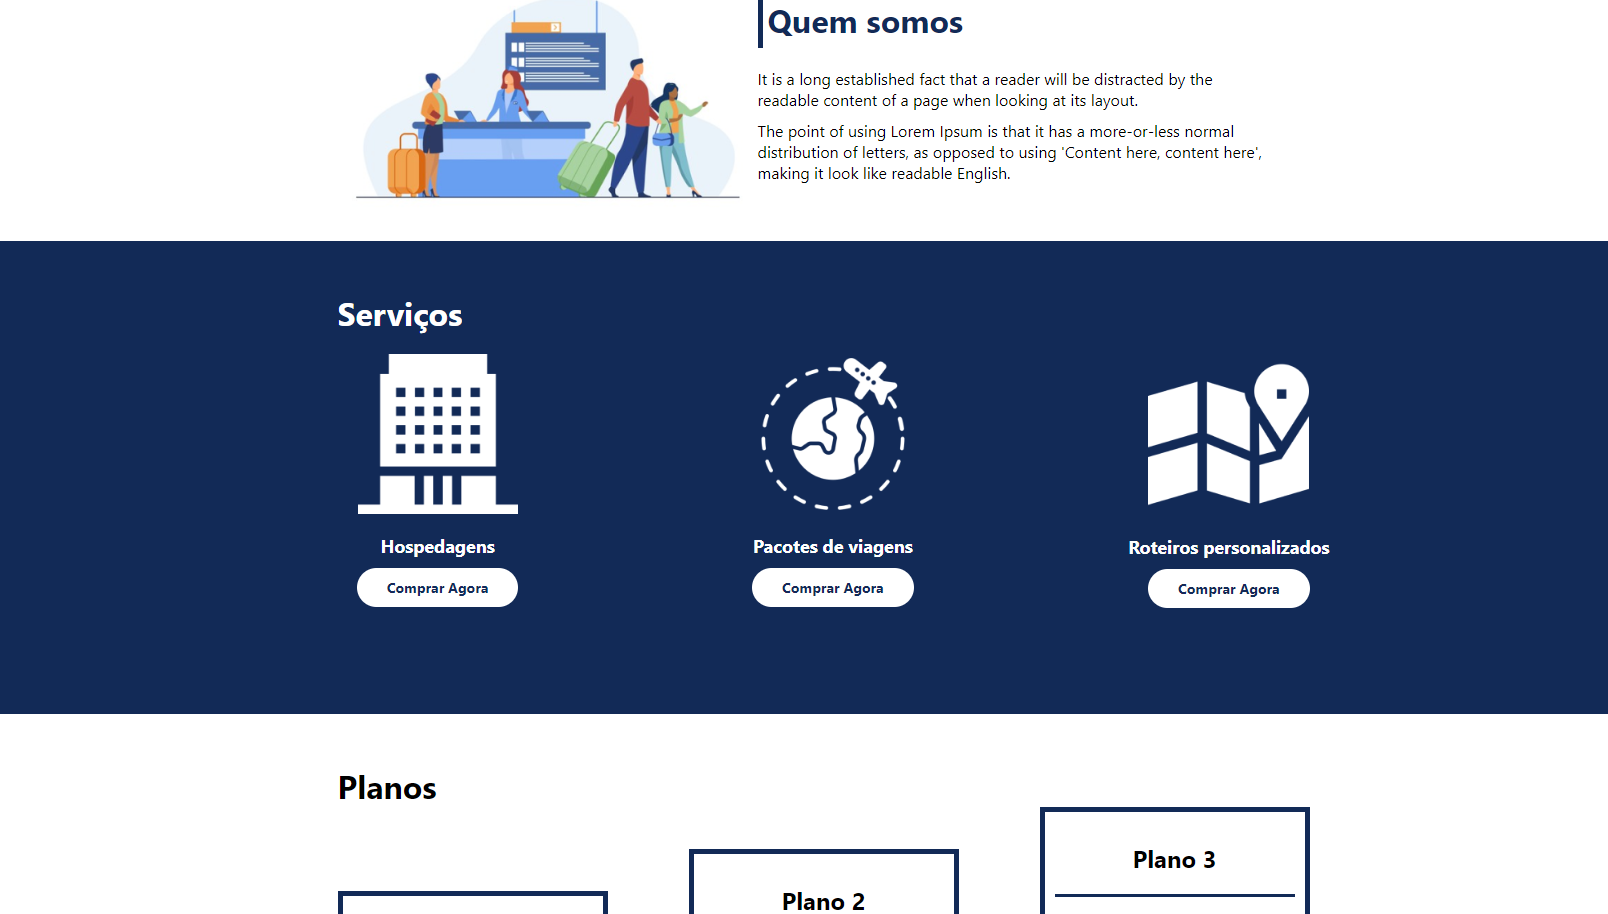 Quem somos
It is a long established fact that a reader will be distracted by the
readable content of a page when looking at its layout.
The point of using Lorem Ipsum is that it has a more-or-less normal
distribution of letters, as opposed to using 'Content here, content here',
making it look like readable English.
Serviços
Hospedagens
Pacotes de viagens
Roteiros personalizados
Comprar Agora
Comprar Agora
Comprar Agora
Planos
Plano 3
Plano 2